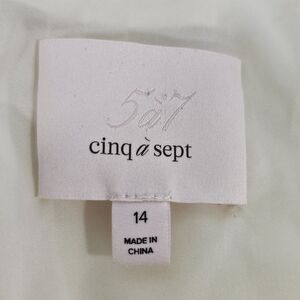 5à7
cinq à sept
14
MADE IN
CHINA